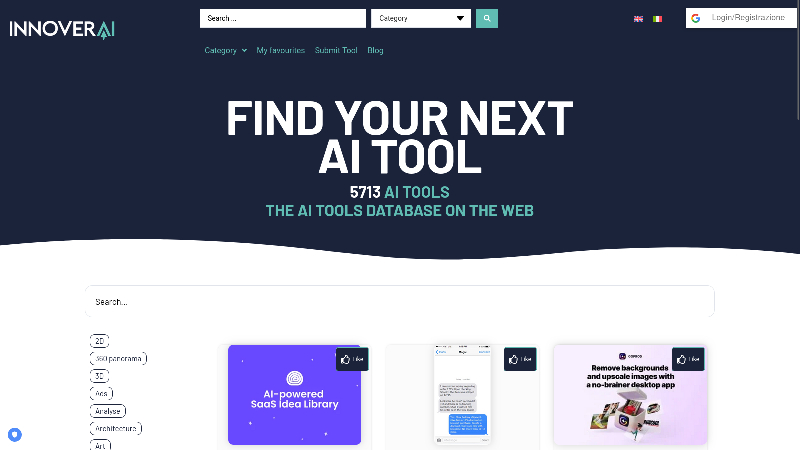 INNOVERAI
Search...
Category
Login/Registrazione
Category
My favourites
Submit Tool
Blog
FIND YOUR NEXT
AI TOOL
5713 AI TOOLS
THE AI TOOLS DATABASE ON THE WEB
Search...
2D
360 panorama
3D
Ads
Analyse
Architecture
Art
Like
AI-powered
SaaS Idea Library
Like
Like
Remove backgrounds
and upscale images with
a no-brainer desktop app